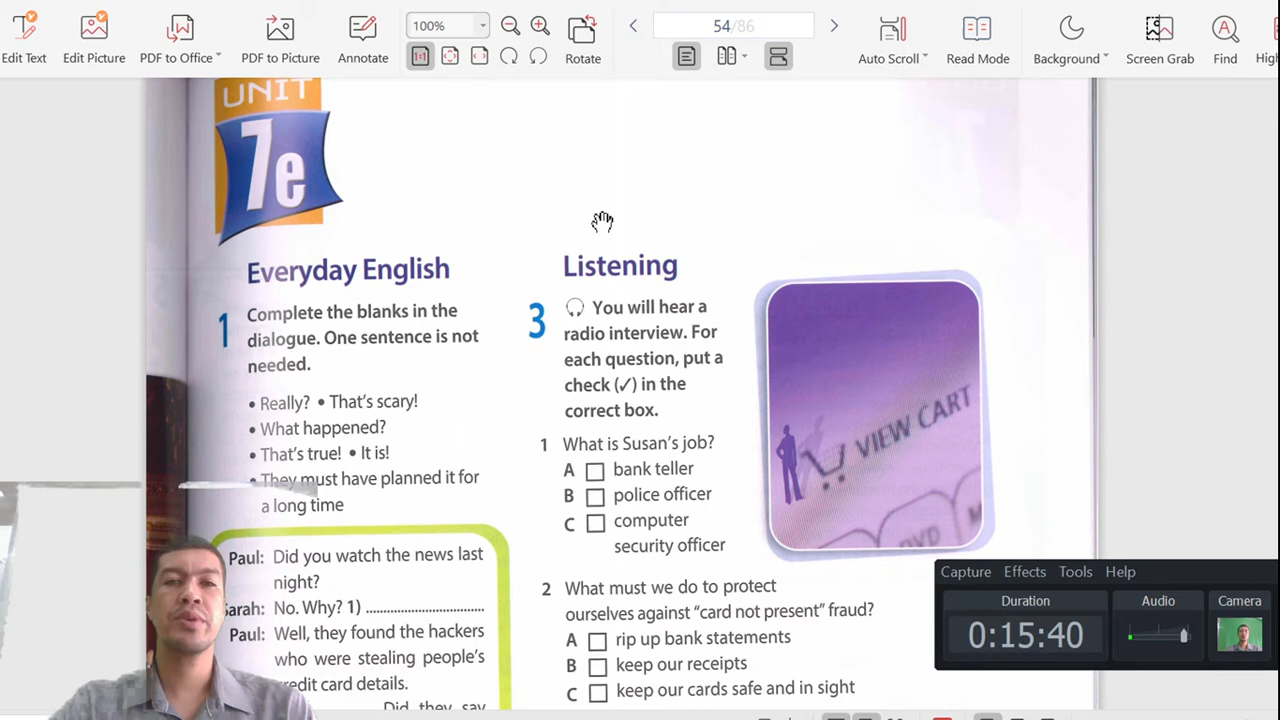 100%
54/86
Edit Text
Edit Picture
PDF to Office
PDF to Picture
Annotate
1:1
Rotate
Auto Scroll
Read Mode
Background
Screen Grab
Find
UNIT
7e
Everyday English
1 Complete the blanks in the
dialogue. One sentence is not
needed.
• Really? • That's scary!
• What happened?
• That's true! • It is!
• They must have planned it for
a long time
Paul: Did you watch the news last
night?
Sarah: No. Why? 1) ................................
Paul: Well, they found the hackers
who were stealing people's
credit card details.
Did they say
Listening
3 You will hear a
radio interview. For
each question, put a
check (✓) in the
correct box.
1 What is Susan's job?
A bank teller
B police officer
C computer
security officer
2 What must we do to protect
ourselves against "card not present" fraud?
A rip up bank statements
B keep our receipts
C keep our cards safe and in sight
VIEW CART
DVD
Capture Effects Tools Help
Duration
Audio
Camera
0:15:40